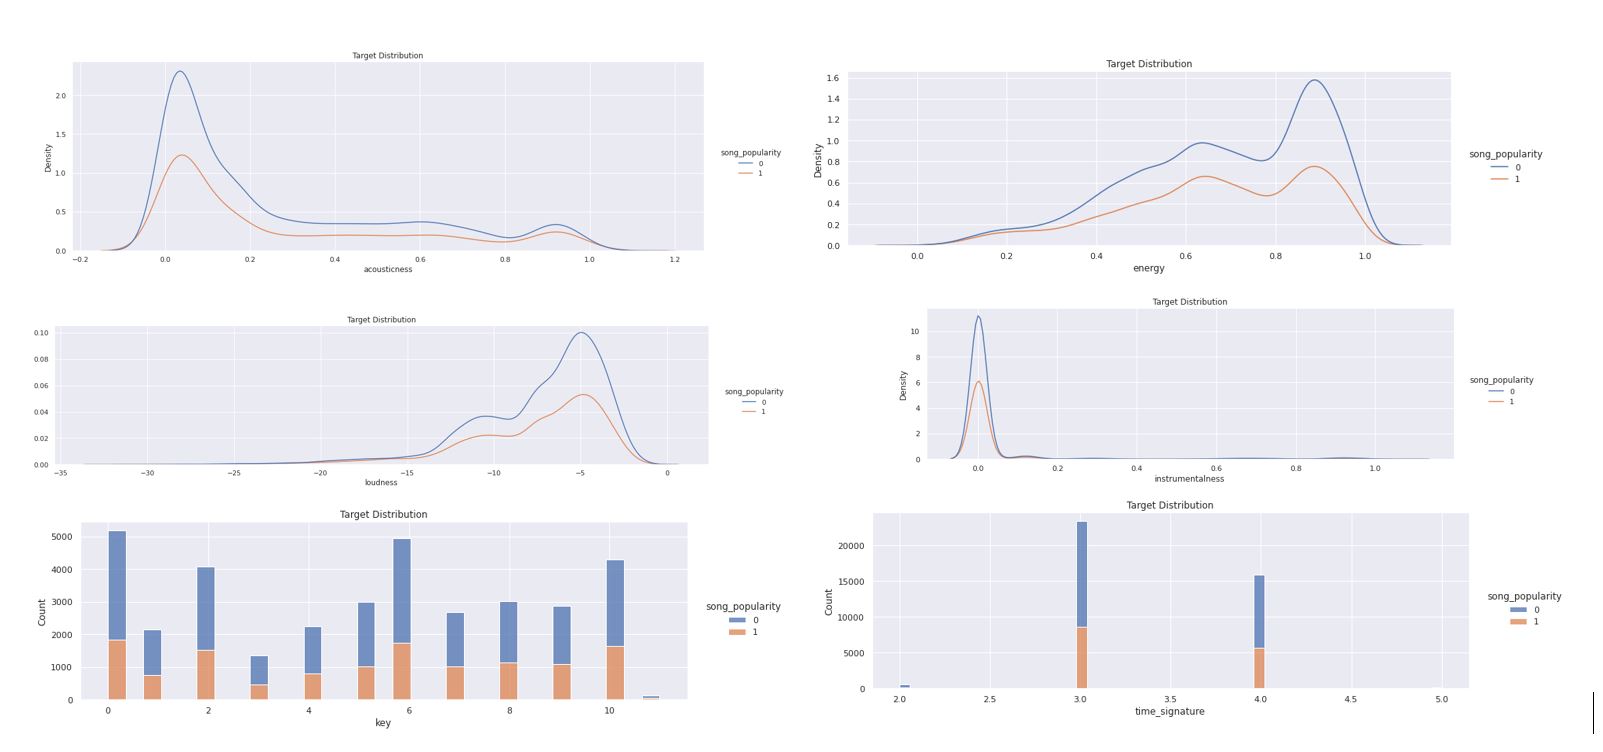 Target Distribution
Density
2.0
1.5
1.0
0.5
0.0
−0.2 0.0 0.2 0.4 0.6 0.8 1.0 1.2
acousticness
song_popularity
0
1
Target Distribution
Density
1.6
1.4
1.2
1.0
0.8
0.6
0.4
0.2
0.0
0.0 0.2 0.4 0.6 0.8 1.0
energy
song_popularity
0
1
Target Distribution
0.10
0.08
0.06
0.04
0.02
0.00
−35 −30 −25 −20 −15 −10 −5 0
loudness
song_popularity
0
1
Target Distribution
Density
10
8
6
4
2
0
0.0 0.2 0.4 0.6 0.8 1.0
instrumentalness
song_popularity
0
1
Target Distribution
Count
5000
4000
3000
2000
1000
0
0 2 4 6 8 10
key
song_popularity
0
1
Target Distribution
Count
20000
15000
10000
5000
0
2.0 2.5 3.0 3.5 4.0 4.5 5.0
time_signature
song_popularity
0
1